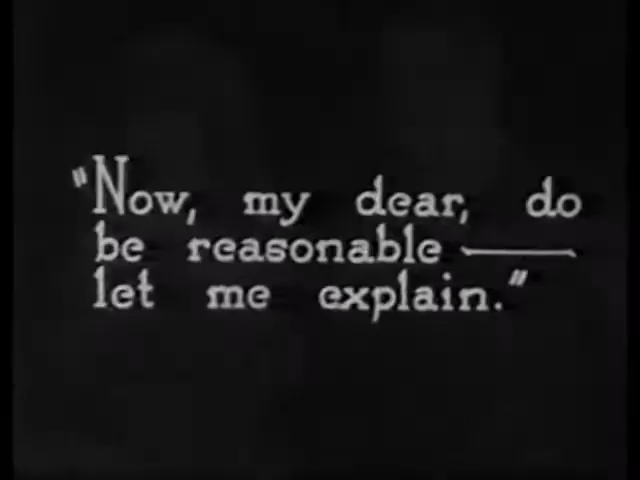 "Now, my dear, do
be reasonable —
let me explain."